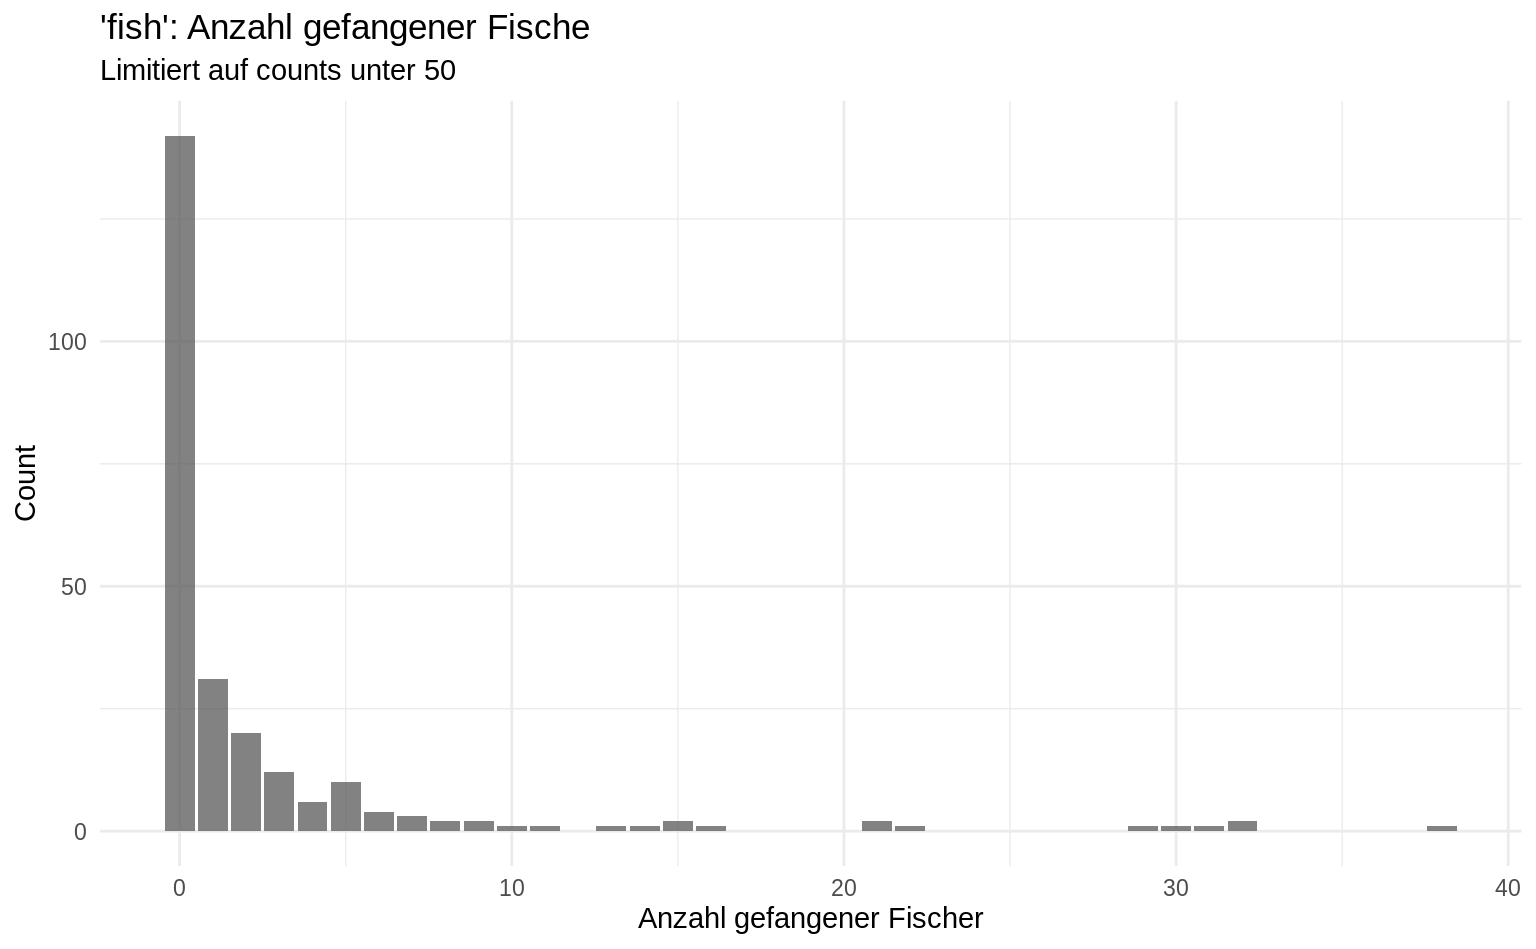 'fish': Anzahl gefangener Fische
Limitiert auf counts unter 50
Count
100
50
0
0 10 20 30 40
Anzahl gefangener Fischer